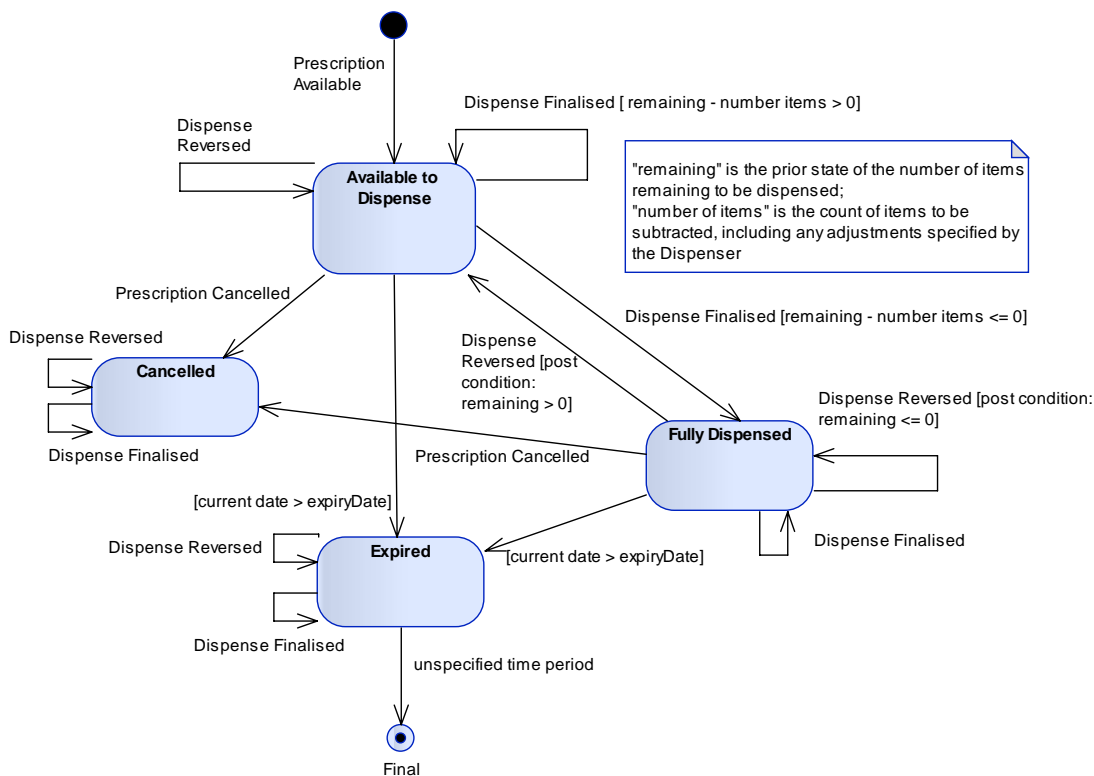 Prescription
Available
Dispense Finalised [ remaining - number items > 0]
Dispense
Reversed
Available to
Dispense
"remaining" is the prior state of the number of items
remaining to be dispensed;
"number of items" is the count of items to be
subtracted, including any adjustments specified by
the Dispenser
Prescription Cancelled
Dispense Finalised [remaining - number items <= 0]
Dispense Reversed
Dispense
Reversed [post
condition:
remaining > 0]
Cancelled
Dispense Reversed [post condition:
remaining <= 0]
Fully Dispensed
Dispense Finalised
Prescription Cancelled
[current date > expiryDate]
Dispense Finalised
Dispense Reversed
Expired
[current date > expiryDate]
Dispense Finalised
unspecified time period
Final